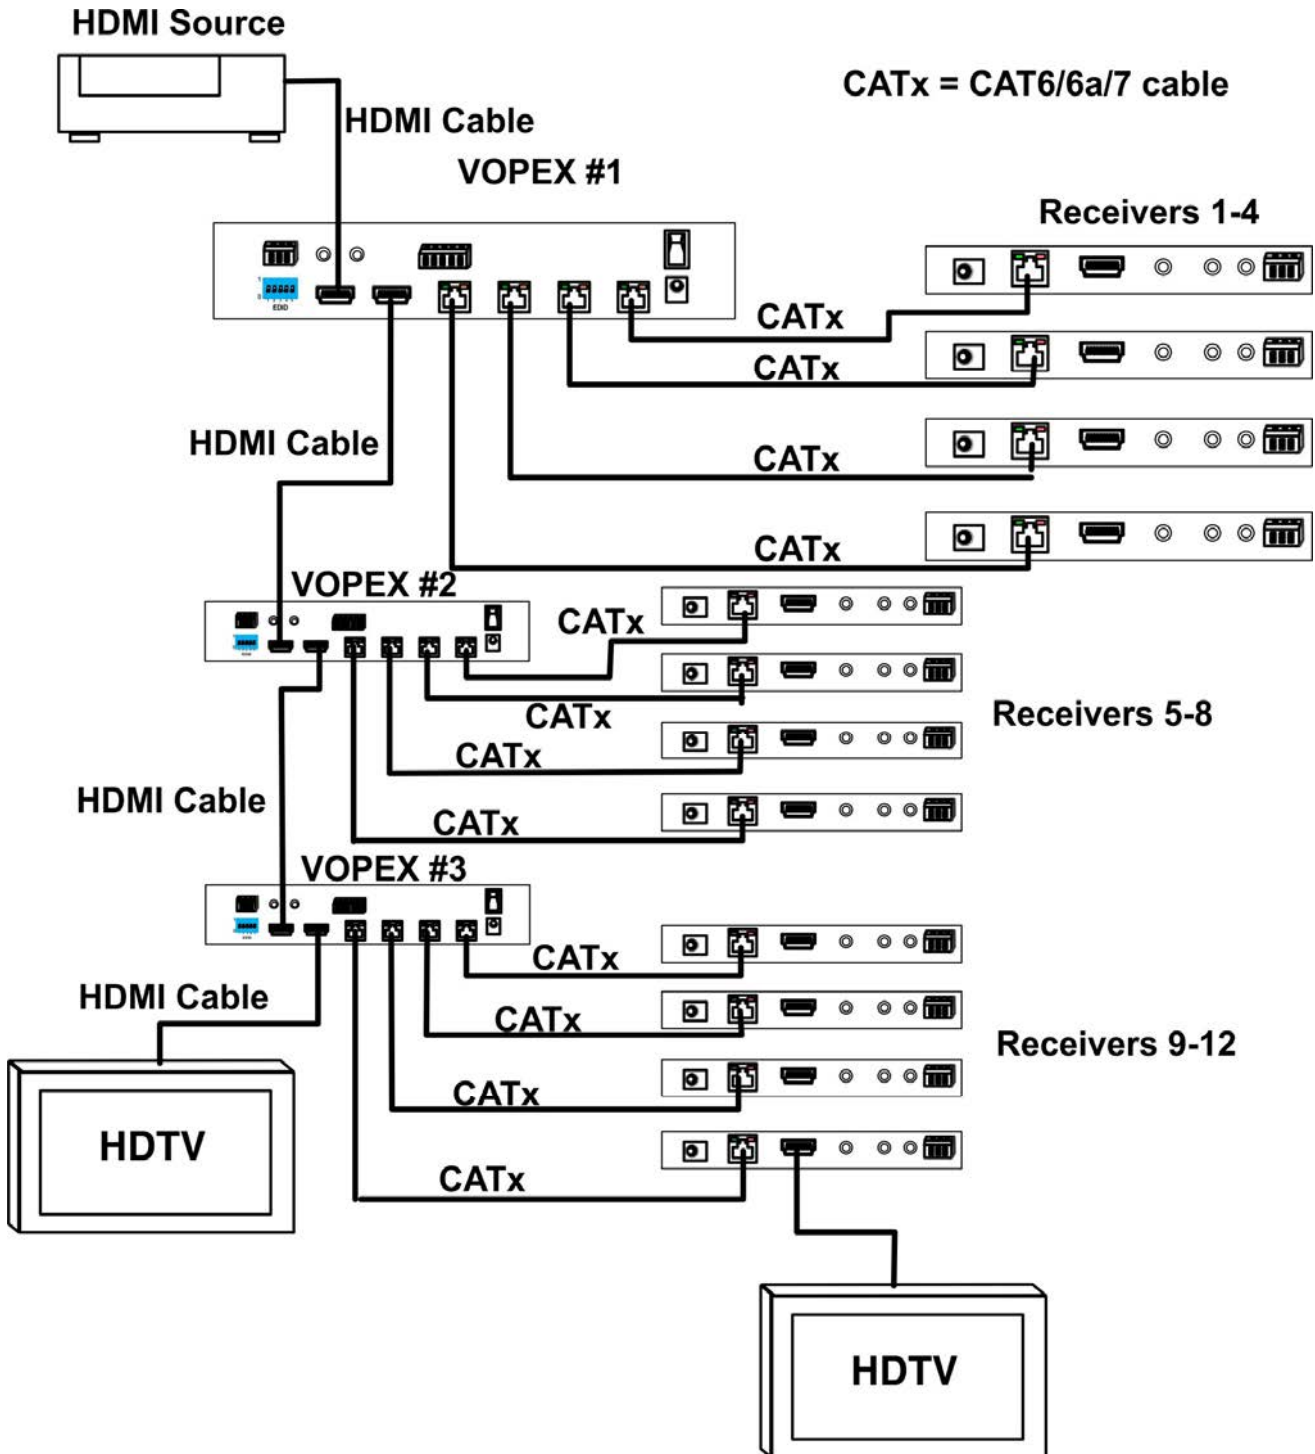 HDMI Source
CATx = CAT6/6a/7 cable
HDMI Cable
VOPEX #1
Receivers 1-4
EDID
CATx
CATx
HDMI Cable
CATx
CATx
VOPEX #2
CATx
Receivers 5-8
CATx
CATx
HDMI Cable
CATx
VOPEX #3
CATx
HDMI Cable
CATx
Receivers 9-12
CATx
HDTV
CATx
HDTV